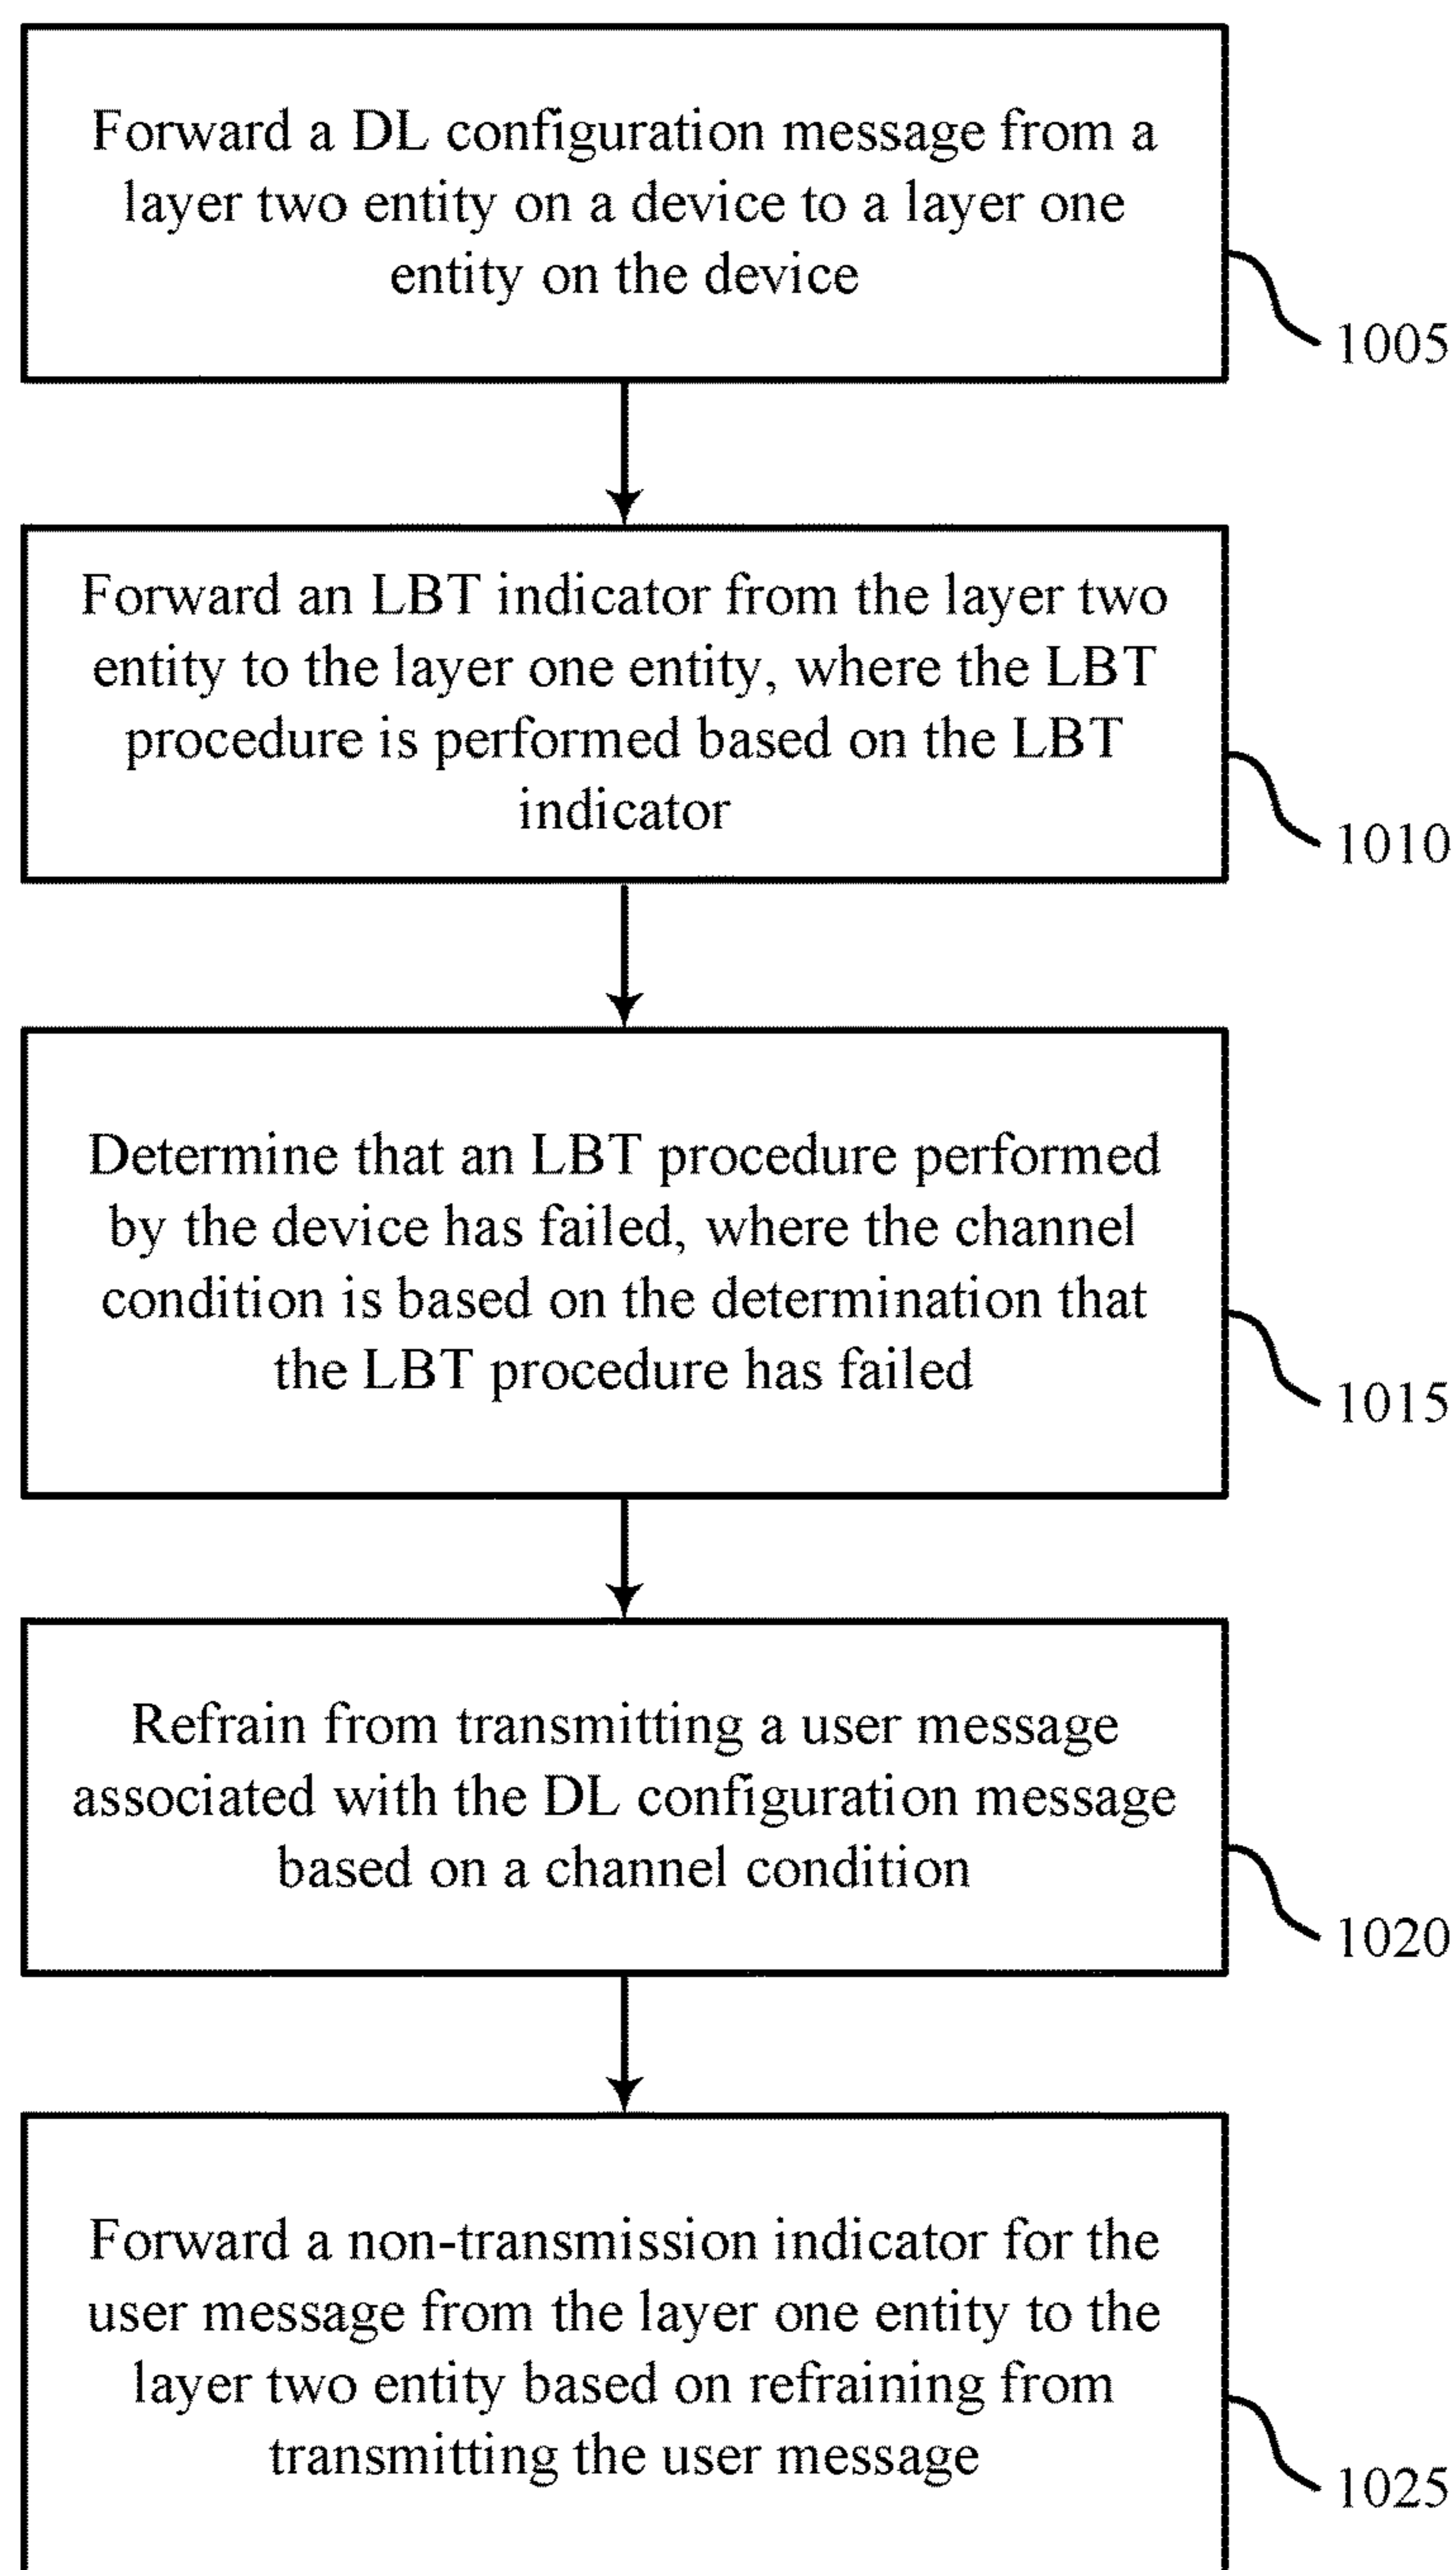 Forward a DL configuration message from a
layer two entity on a device to a layer one
entity on the device
1005
Forward an LBT indicator from the layer two
entity to the layer one entity, where the LBT
procedure is performed based on the LBT
indicator
1010
Determine that an LBT procedure performed
by the device has failed, where the channel
condition is based on the determination that
the LBT procedure has failed
1015
Refrain from transmitting a user message
associated with the DL configuration message
based on a channel condition
1020
Forward a non-transmission indicator for the
user message from the layer one entity to the
layer two entity based on refraining from
transmitting the user message
1025